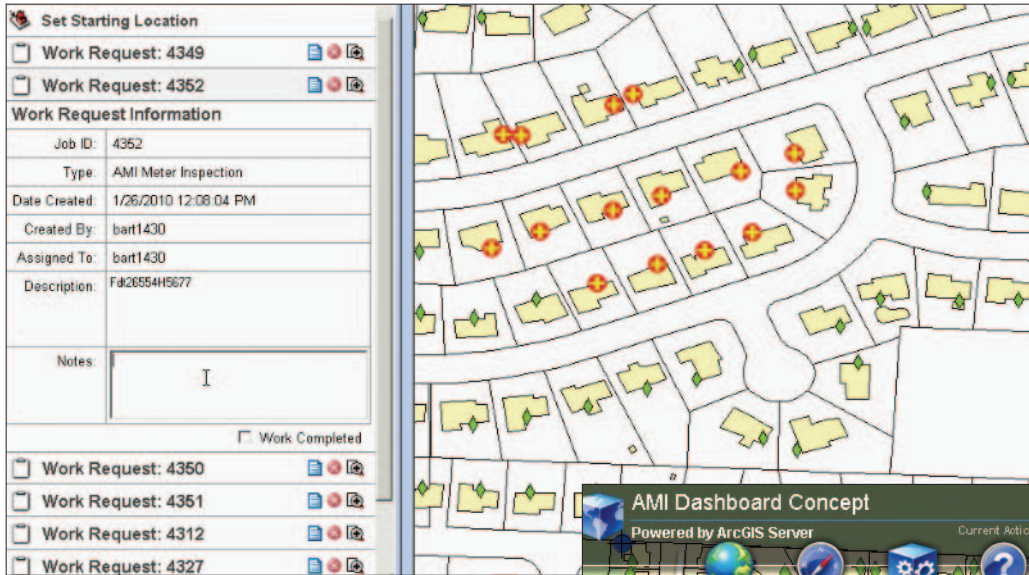 Set Starting Location
Work Request: 4349
Work Request: 4352
Work Request Information
Job ID: 4352
Type: AMI Meter Inspection
Date Created: 1/26/2010 12:08:04 PM
Created By: bart1430
Assigned To: bart1430
Description: Fdt26554H5677
Notes:
Work Completed
Work Request: 4350
Work Request: 4351
Work Request: 4312
Work Request: 4327
AMI Dashboard Concept
Powered by ArcGIS Server
Current Actio